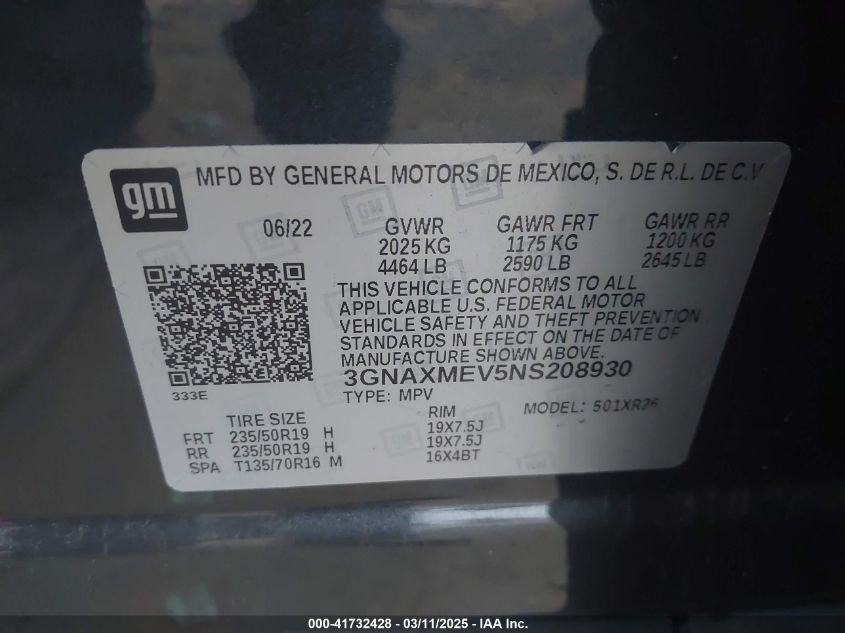 gm
MFD BY GENERAL MOTORS DE MEXICO, S. DE R.L. DE C.V
06/22 GVWR GAWR FRT GAWR RR
2025 KG 1175 KG 1200 KG
4464 LB 2590 LB 2645 LB
THIS VEHICLE CONFORMS TO ALL
APPLICABLE U.S. FEDERAL MOTOR
VEHICLE SAFETY AND THEFT PREVENTION
STANDARDS IN EFFECT ON THE DATE OF
MANUFACTURE SHOWN ABOVE.
3GNAXMEV5NS208930
333E
TYPE: MPV MODEL: 501XR26
TIRE SIZE RIM
FRT 235/50R19 H 19X7.5J
RR 235/50R19 H 19X7.5J
SPA T135/70R16 M 16X4BT
000-41732428 - 03/11/2025 - IAA Inc.